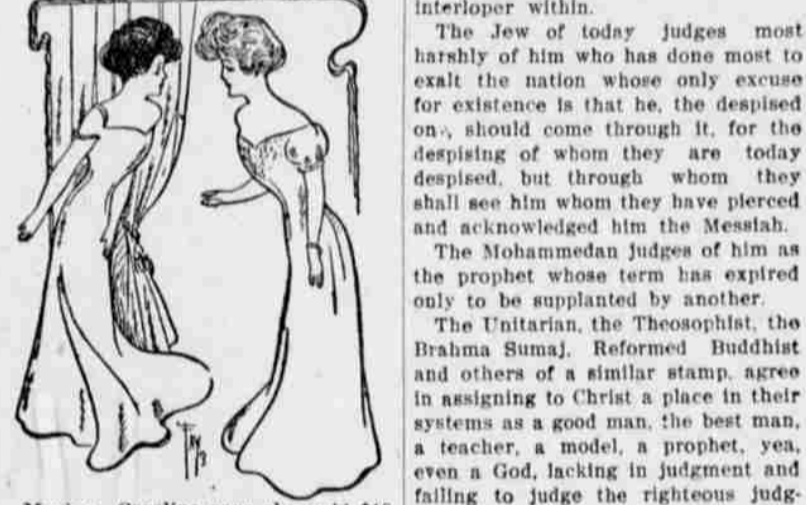 interloper within.
The Jew of today judges most
harshly of him who has done most to
exalt the nation whose only excuse
for existence is that he, the despised
on, should come through it, for the
despising of whom they are today
despised, but through whom they
shall see him whom they have pierced
and acknowledged him the Messiah.
The Mohammedan judges of him as
the prophet whose term has expired
only to be supplanted by another.
The Unitarian, the Theosophist, the
Brahma Sumaj, Reformed Buddhist
and others of a similar stamp, agree
in assigning to Christ a place in their
systems as a good man, the best man,
a teacher, a model, a prophet, yea,
even a God, lacking in judgment and
failing to judge the righteous judg-